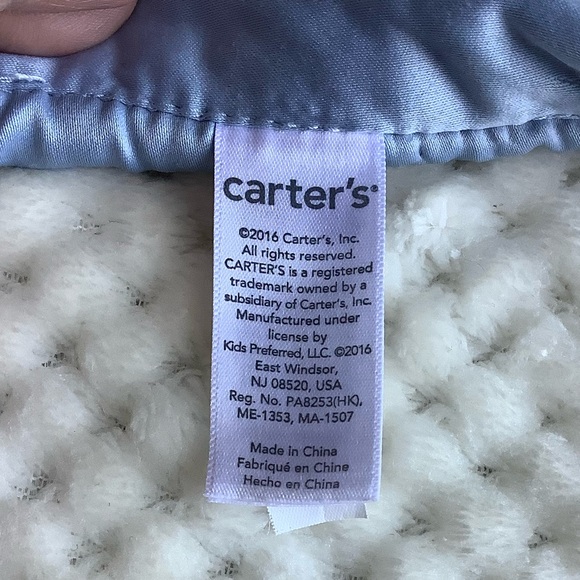 carter's®
©2016 Carter's, Inc.
All rights reserved.
CARTER'S is a registered
trademark owned by a
subsidiary of Carter's, Inc.
Manufactured under
license by
Kids Preferred, LLC. ©2016
East Windsor,
NJ 08520, USA
Reg. No. PA8253(HK),
ME-1353, MA-1507
Made in China
Fabriqué en Chine
Hecho en China